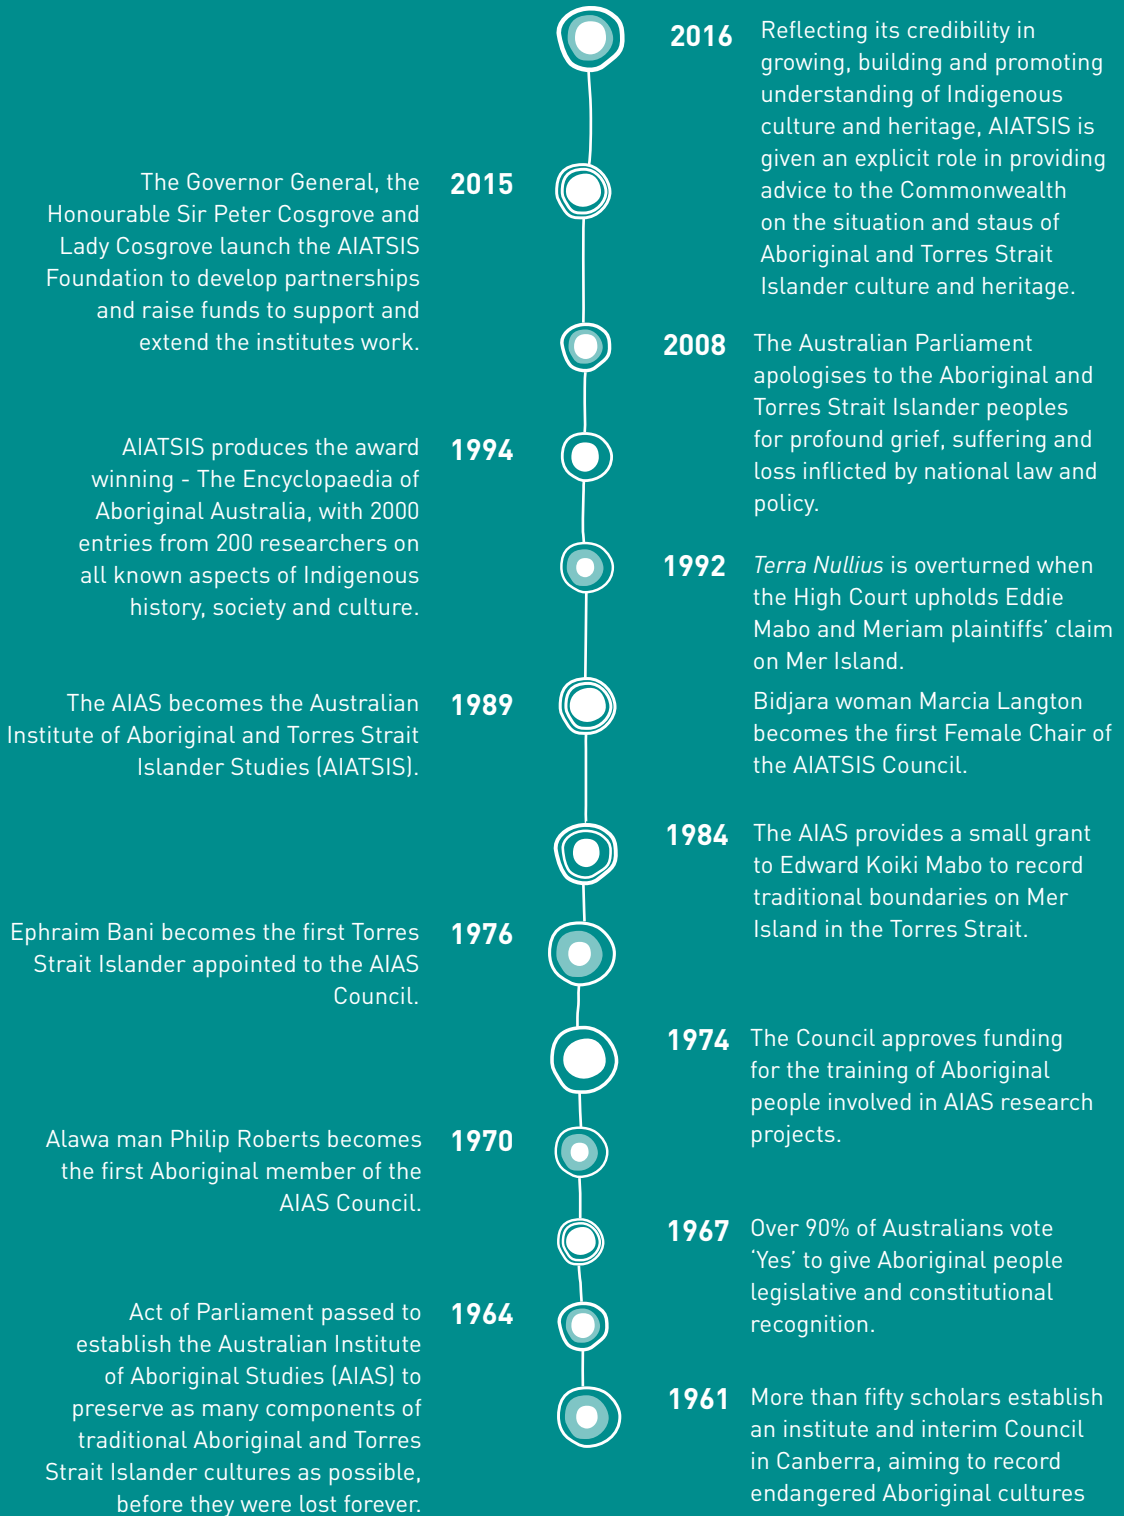 2016 Reflecting its credibility in
growing, building and promoting
understanding of Indigenous
culture and heritage, AIATSIS is
given an explicit role in providing
advice to the Commonwealth
on the situation and staus of
Aboriginal and Torres Strait
Islander culture and heritage.
The Governor General, the 2015
Honourable Sir Peter Cosgrove and
Lady Cosgrove launch the AIATSIS
Foundation to develop partnerships
and raise funds to support and
extend the institutes work.
2008 The Australian Parliament
apologises to the Aboriginal and
Torres Strait Islander peoples
for profound grief, suffering and
loss inflicted by national law and
policy.
AIATSIS produces the award 1994
winning - The Encyclopaedia of
Aboriginal Australia, with 2000
entries from 200 researchers on
all known aspects of Indigenous
history, society and culture.
1992 Terra Nullius is overturned when
the High Court upholds Eddie
Mabo and Meriam plaintiffs’ claim
on Mer Island.
Bidjara woman Marcia Langton
becomes the first Female Chair of
the AIATSIS Council.
The AIAS becomes the Australian 1989
Institute of Aboriginal and Torres Strait
Islander Studies (AIATSIS).
1984 The AIAS provides a small grant
to Edward Koiki Mabo to record
traditional boundaries on Mer
Island in the Torres Strait.
Ephraim Bani becomes the first Torres 1976
Strait Islander appointed to the AIAS
Council.
1974 The Council approves funding
for the training of Aboriginal
people involved in AIAS research
projects.
Alawa man Philip Roberts becomes 1970
the first Aboriginal member of the
AIAS Council.
1967 Over 90% of Australians vote
‘Yes’ to give Aboriginal people
legislative and constitutional
recognition.
Act of Parliament passed to 1964
establish the Australian Institute
of Aboriginal Studies (AIAS) to
preserve as many components of
traditional Aboriginal and Torres
Strait Islander cultures as possible,
before they were lost forever.
1961 More than fifty scholars establish
an institute and interim Council
in Canberra, aiming to record
endangered Aboriginal cultures